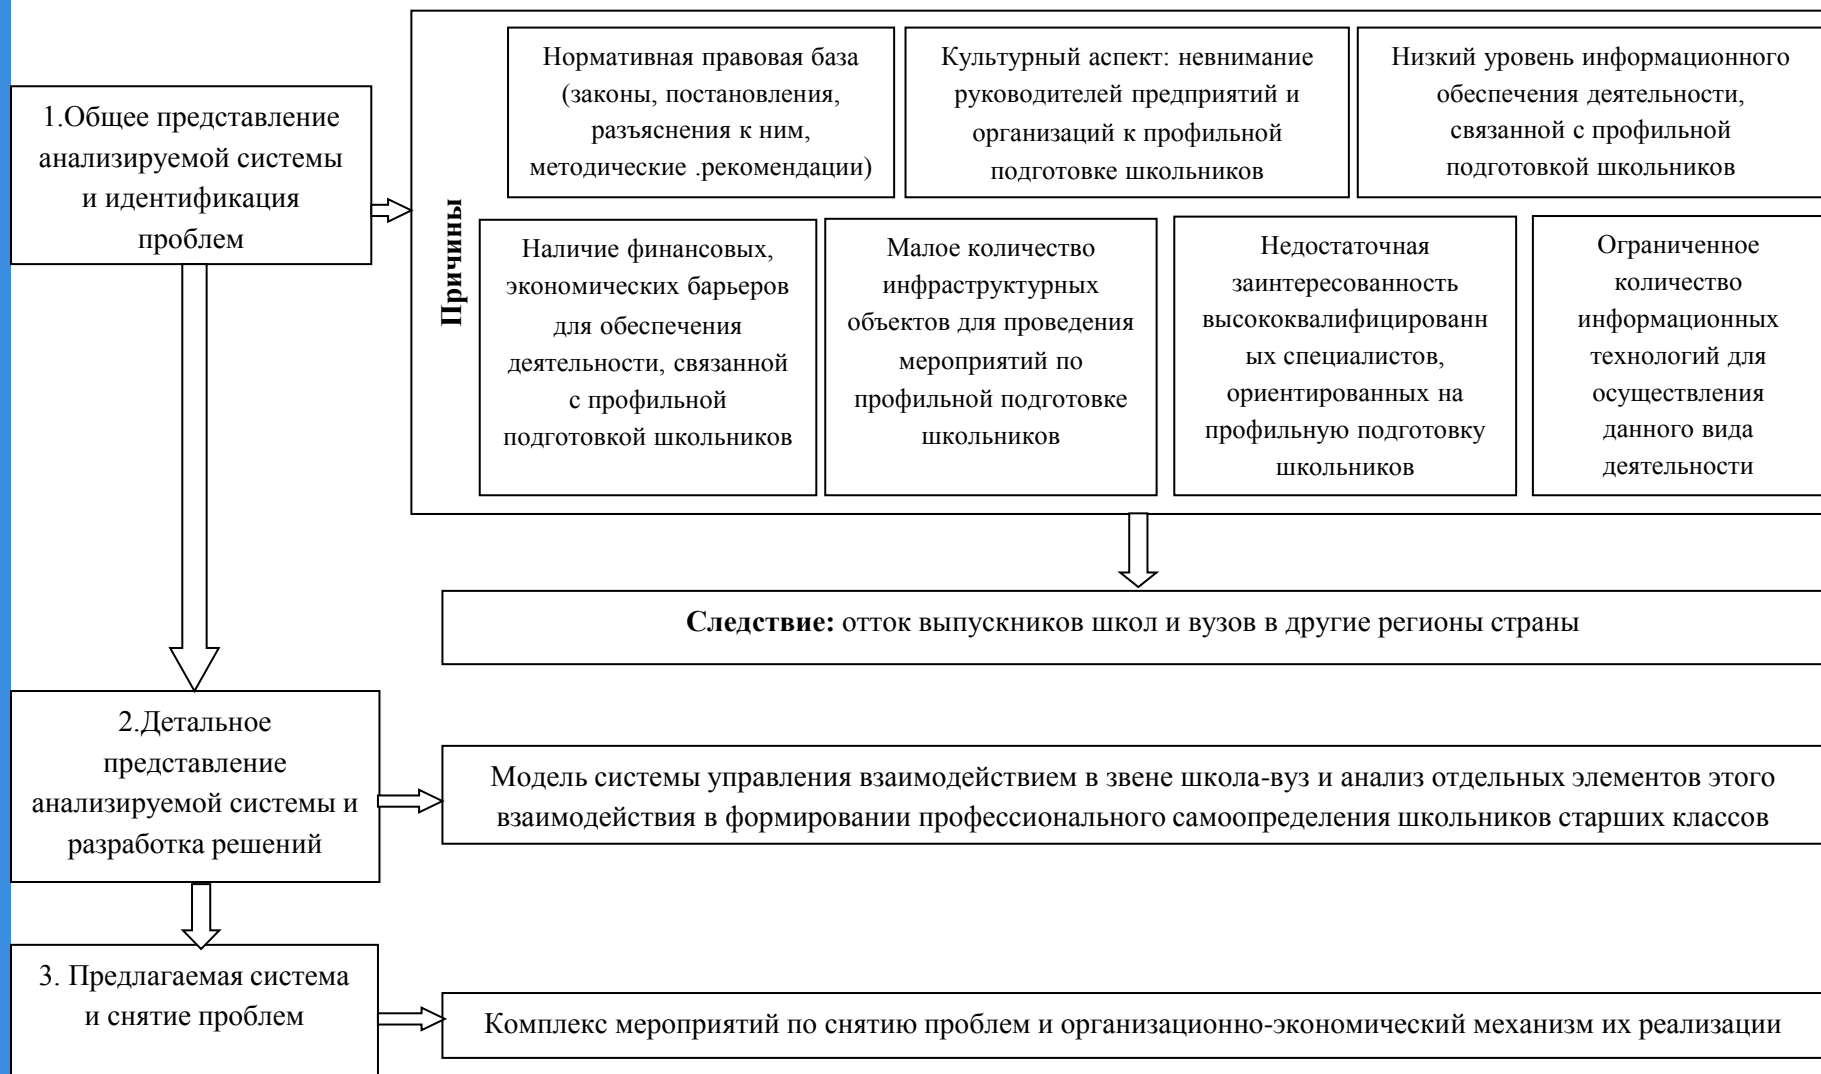 1.Общее представление
анализируемой системы
и идентификация
проблем
Причины
Нормативная правовая база
(законы, постановления,
разъяснения к ним,
методические .рекомендации)
Культурный аспект: невнимание
руководителей предприятий и
организаций к профильной
подготовке школьников
Низкий уровень информационного
обеспечения деятельности,
связанной с профильной
подготовкой школьников
Наличие финансовых,
экономических барьеров
для обеспечения
деятельности, связанной
с профильной
подготовкой школьников
Малое количество
инфраструктурных
объектов для проведения
мероприятий по
профильной подготовке
школьников
Недостаточная
заинтересованность
высококвалифицированн
ых специалистов,
ориентированных на
профильную подготовку
школьников
Ограниченное
количество
информационных
технологий для
осуществления
данного вида
деятельности
Следствие: отток выпускников школ и вузов в другие регионы страны
2.Детальное
представление
анализируемой системы и
разработка решений
Модель системы управления взаимодействием в звене школа-вуз и анализ отдельных элементов этого
взаимодействия в формировании профессионального самоопределения школьников старших классов
3. Предлагаемая система
и снятие проблем
Комплекс мероприятий по снятию проблем и организационно-экономический механизм их реализации